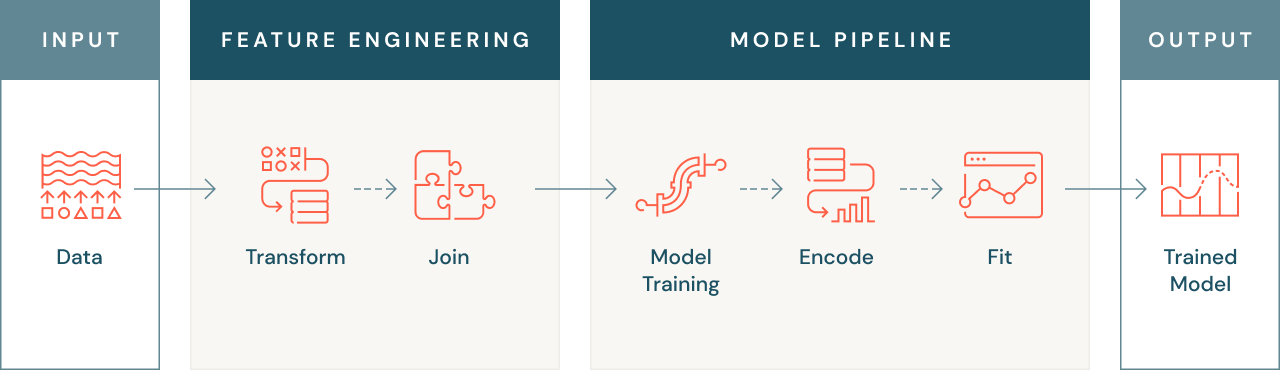 INPUT
FEATURE ENGINEERING
MODEL PIPELINE
OUTPUT
Data
Transform
Join
Model
Training
Encode
Fit
Trained
Model